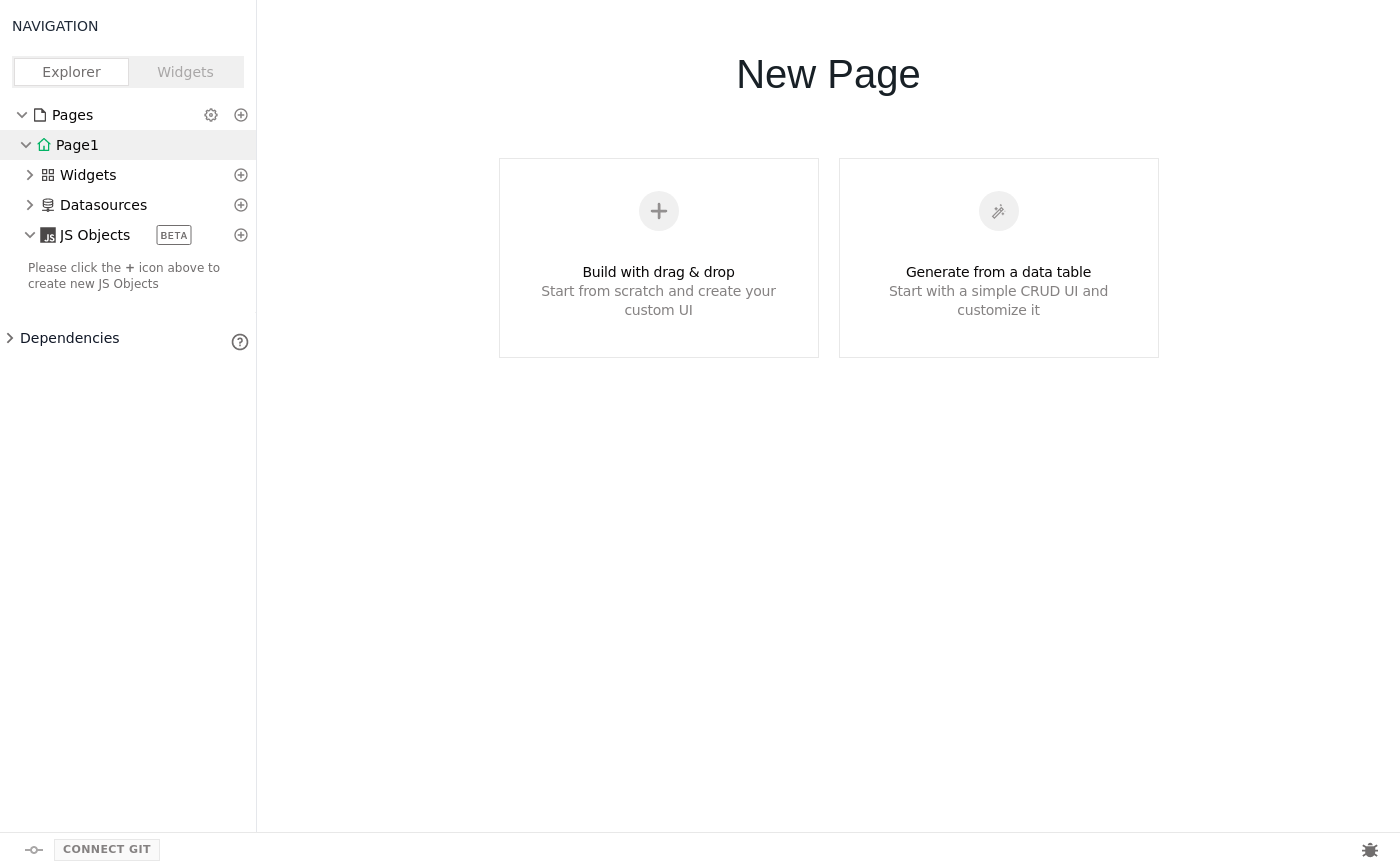 NAVIGATION
Explorer
Widgets
Pages
Page1
Widgets
Datasources
JS
JS Objects
BETA
Please click the + icon above to
create new JS Objects
Dependencies
New Page
Build with drag & drop
Start from scratch and create your
custom UI
Generate from a data table
Start with a simple CRUD UI and
customize it
CONNECT GIT